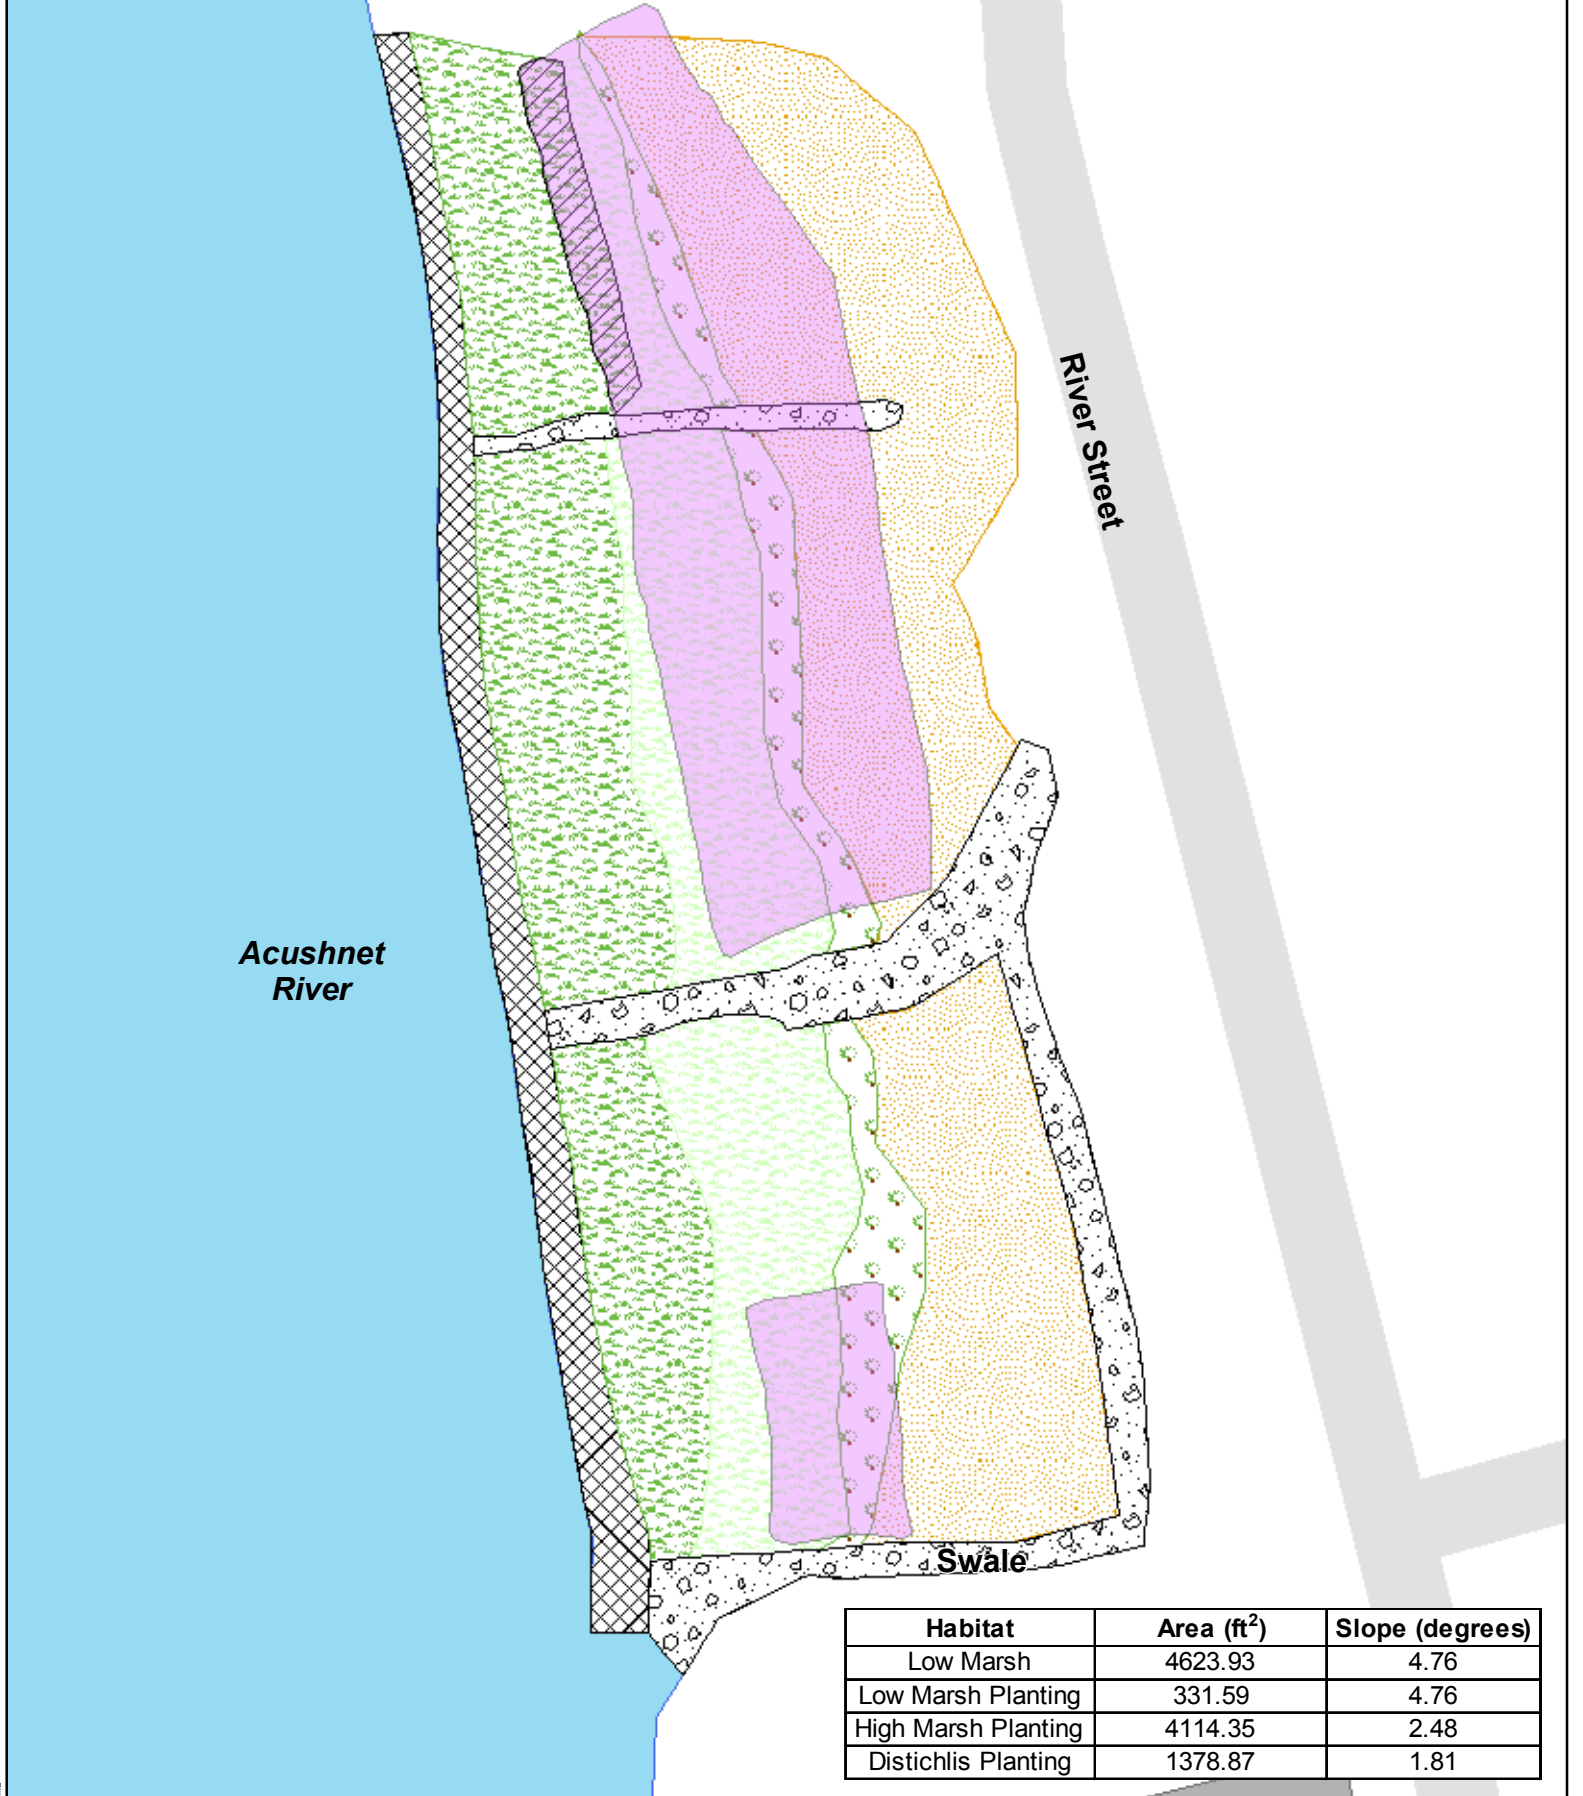 River Street
Acushnet
River
Swale
Habitat Area (ft²) Slope (degrees)
Low Marsh 4623.93 4.76
Low Marsh Planting 331.59 4.76
High Marsh Planting 4114.35 2.48
Distichlis Planting 1378.87 1.81